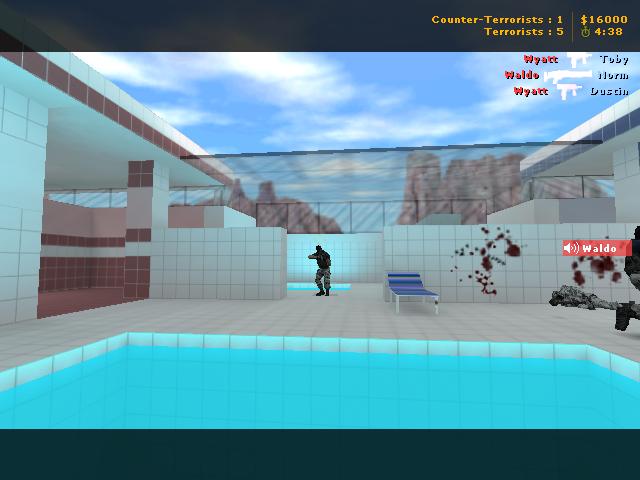 Counter-Terrorists : 1 $16000
Terrorists : 5 4:38
Wyatt Toby
Waldo Norm
Wyatt Dustin
Waldo